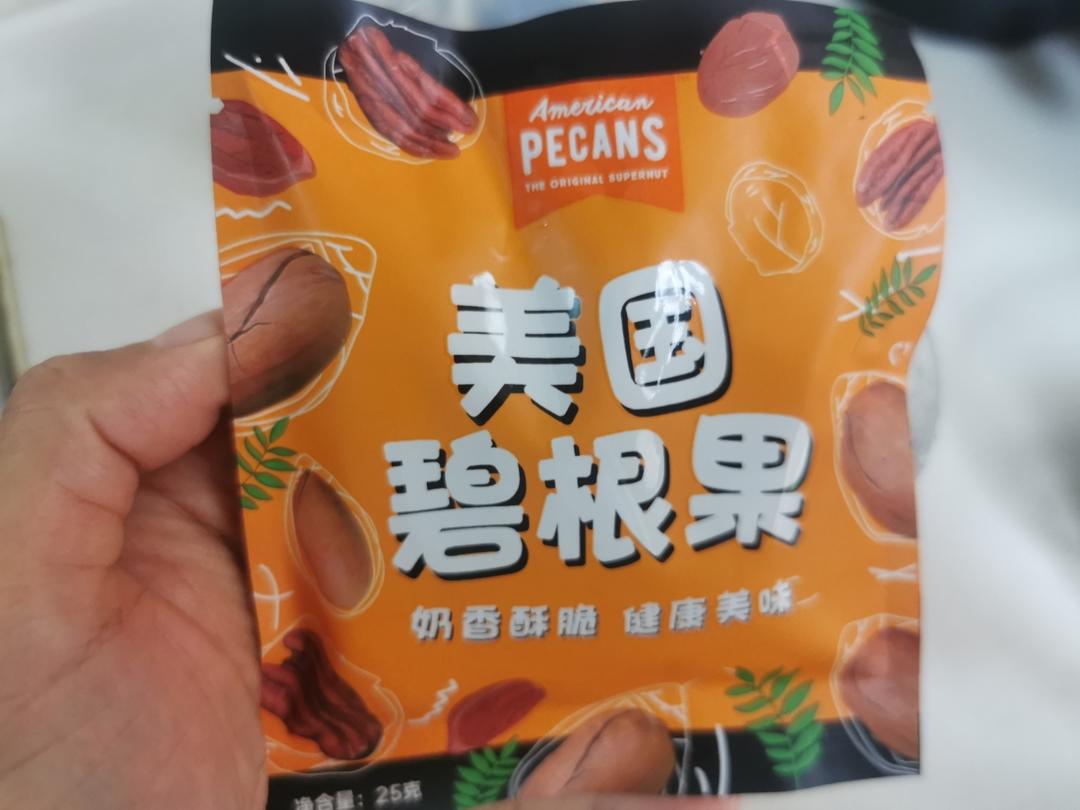 American
PECANS
THE ORIGINAL SUPERNUT
美国
碧根果
奶香酥脆 健康美味
净含量：25克